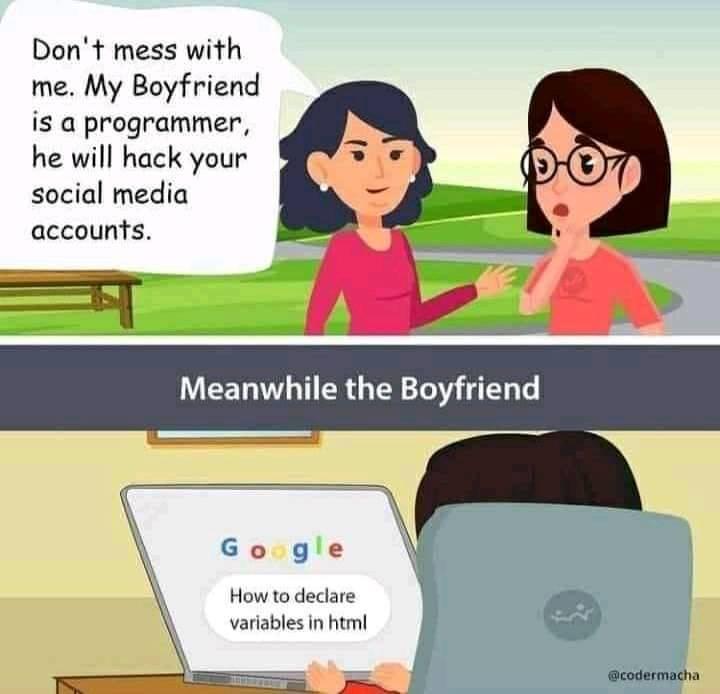 Don't mess with
me. My Boyfriend
is a programmer,
he will hack your
social media
accounts.
Meanwhile the Boyfriend
Google
How to declare
variables in html
@codermacha